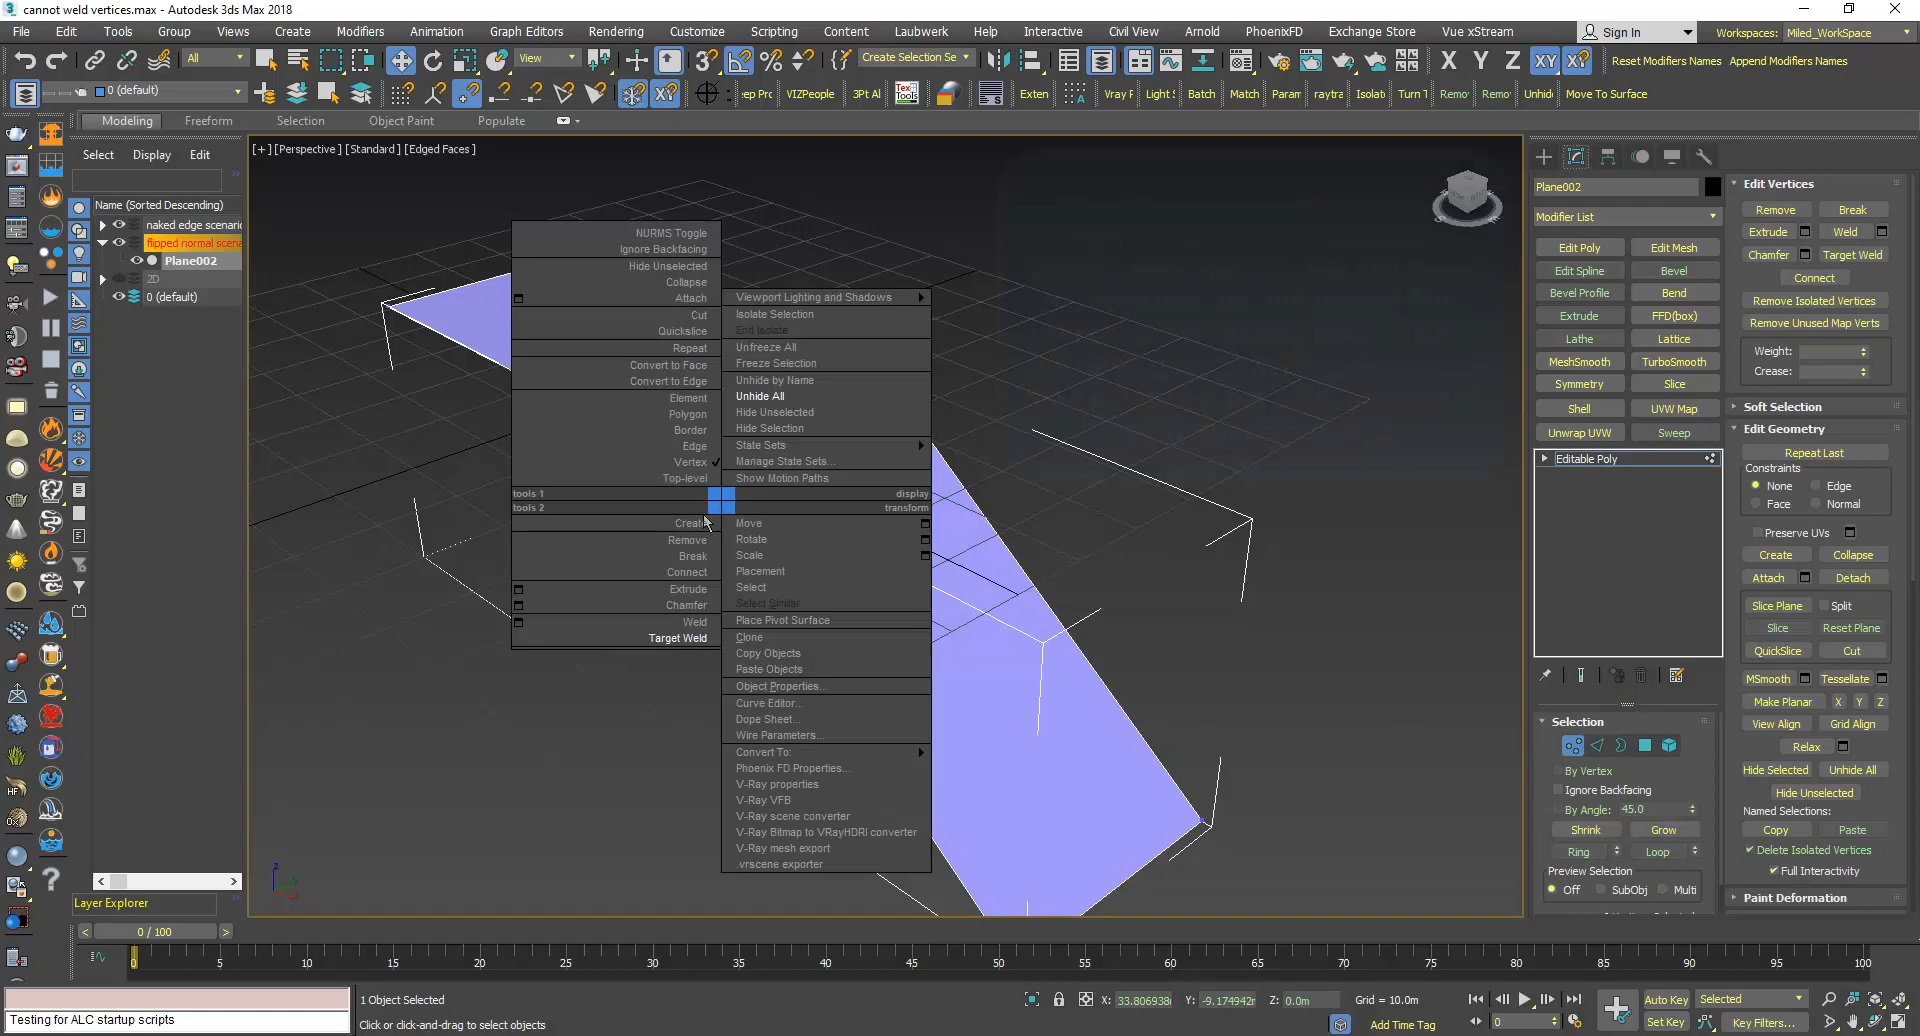 cannot weld vertices.max - Autodesk 3ds Max 2018
File Edit Tools Group Views Create Modifiers Animation Graph Editors Rendering Customize Scripting Content Laubwerk Help Interactive Civil View Arnold PhoenixFD Exchange Store Vue xStream Sign In Workspaces: Miled_WorkSpace
All View Create Selection Se X Y Z XY Reset Modifiers Names Append Modifiers Names
0 (default) ep Pro VIZPeople 3Pt Al Exten Vray F Light S Batch Match Param raytra Isolat Turn T Remo Remo Unhid Move To Surface
Modeling Freeform Selection Object Paint Populate
Select Display Edit
Name (Sorted Descending)
naked edge scenario
flipped normal scena
Plane002
2D
0 (default)
Layer Explorer
[+] [Perspective ] [Standard ] [Edged Faces ]
NURMS Toggle
Ignore Backfacing
Hide Unselected
Collapse
Attach
Cut
Quickslice
Repeat
Convert to Face
Convert to Edge
Element
Polygon
Border
Edge
Vertex
Top-level
tools 1
tools 2
Create
Remove
Break
Connect
Extrude
Chamfer
Weld
Target Weld
Viewport Lighting and Shadows
Isolate Selection
End Isolate
Unfreeze All
Freeze Selection
Unhide by Name
Unhide All
Hide Unselected
Hide Selection
State Sets
Manage State Sets...
Show Motion Paths
display
transform
Move
Rotate
Scale
Placement
Select
Select Similar
Place Pivot Surface
Clone
Copy Objects
Paste Objects
Object Properties...
Curve Editor...
Dope Sheet...
Wire Parameters...
Convert To:
Phoenix FD Properties...
V-Ray properties
V-Ray VFB
V-Ray scene converter
V-Ray Bitmap to VRayHDRI converter
V-Ray mesh export
.vrscene exporter
Plane002
Modifier List
Edit Poly Edit Mesh
Edit Spline Bevel
Bevel Profile Bend
Extrude FFD(box)
Lathe Lattice
MeshSmooth TurboSmooth
Symmetry Slice
Shell UVW Map
Unwrap UVW Sweep
Editable Poly
Selection
By Vertex
Ignore Backfacing
By Angle: 45.0
Shrink Grow
Ring Loop
Preview Selection
Off SubObj Multi
Edit Vertices
Remove Break
Extrude Weld
Chamfer Target Weld
Connect
Remove Isolated Vertices
Remove Unused Map Verts
Weight:
Crease:
Soft Selection
Edit Geometry
Repeat Last
Constraints
None Edge
Face Normal
Preserve UVs
Create Collapse
Attach Detach
Slice Plane Split
Slice Reset Plane
QuickSlice Cut
MSmooth Tessellate
Make Planar X Y Z
View Align Grid Align
Relax
Hide Selected Unhide All
Hide Unselected
Named Selections:
Copy Paste
Delete Isolated Vertices
Full Interactivity
Paint Deformation
< 0 / 100 >
0 5 10 15 20 25 30 35 40 45 50 55 60 65 70 75 80 85 90 95 100
1 Object Selected X: 33.806938 Y: -9.174942 Z: 0.0m Grid = 10.0m Auto Key Selected
Testing for ALC startup scripts Click or click-and-drag to select objects Add Time Tag 0 Set Key Key Filters...